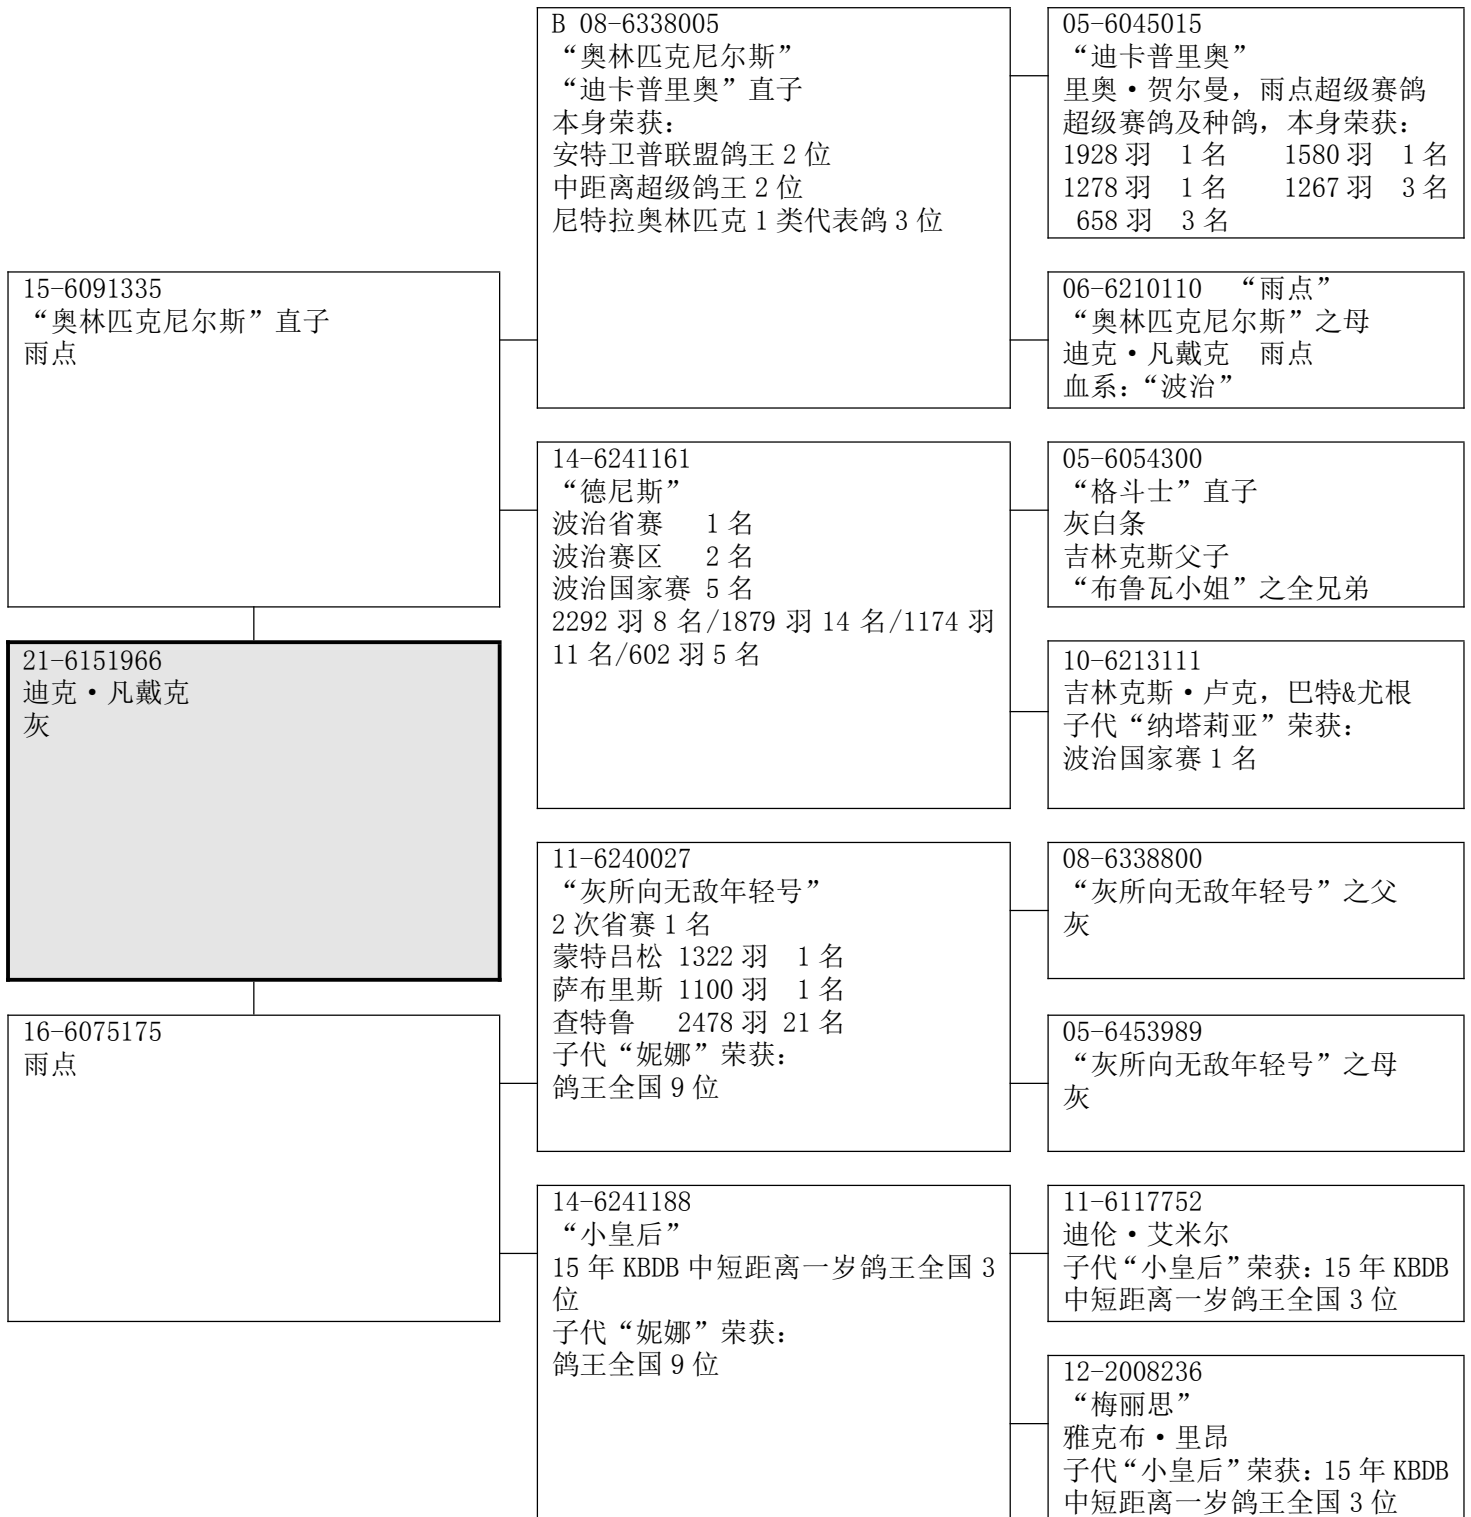 B 08-6338005
“奥林匹克尼尔斯”
“迪卡普里奥”直子
本身荣获：
安特卫普联盟鸽王 2 位
中距离超级鸽王 2 位
尼特拉奥林匹克 1 类代表鸽 3 位
05-6045015
“迪卡普里奥”
里奥·贺尔曼，雨点超级赛鸽
超级赛鸽及种鸽，本身荣获：
1928 羽 1 名 1580 羽 1 名
1278 羽 1 名 1267 羽 3 名
658 羽 3 名
15-6091335
“奥林匹克尼尔斯”直子
雨点
06-6210110 “雨点”
“奥林匹克尼尔斯”之母
迪克·凡戴克 雨点
血系：“波治”
14-6241161
“德尼斯”
波治省赛 1 名
波治赛区 2 名
波治国家赛 5 名
2292 羽 8 名/1879 羽 14 名/1174 羽
11 名/602 羽 5 名
05-6054300
“格斗士”直子
灰白条
吉林克斯父子
“布鲁瓦小姐”之全兄弟
21-6151966
迪克·凡戴克
灰
10-6213111
吉林克斯·卢克，巴特&尤根
子代“纳塔莉亚”荣获：
波治国家赛 1 名
11-6240027
“灰所向无敌年轻号”
2 次省赛 1 名
蒙特吕松 1322 羽 1 名
萨布里斯 1100 羽 1 名
查特鲁 2478 羽 21 名
子代“妮娜”荣获：
鸽王全国 9 位
08-6338800
“灰所向无敌年轻号”之父
灰
16-6075175
雨点
05-6453989
“灰所向无敌年轻号”之母
灰
14-6241188
“小皇后”
15 年 KBDB 中短距离一岁鸽王全国 3
位
子代“妮娜”荣获：
鸽王全国 9 位
11-6117752
迪伦·艾米尔
子代“小皇后”荣获：15 年 KBDB
中短距离一岁鸽王全国 3 位
12-2008236
“梅丽思”
雅克布·里昂
子代“小皇后”荣获：15 年 KBDB
中短距离一岁鸽王全国 3 位